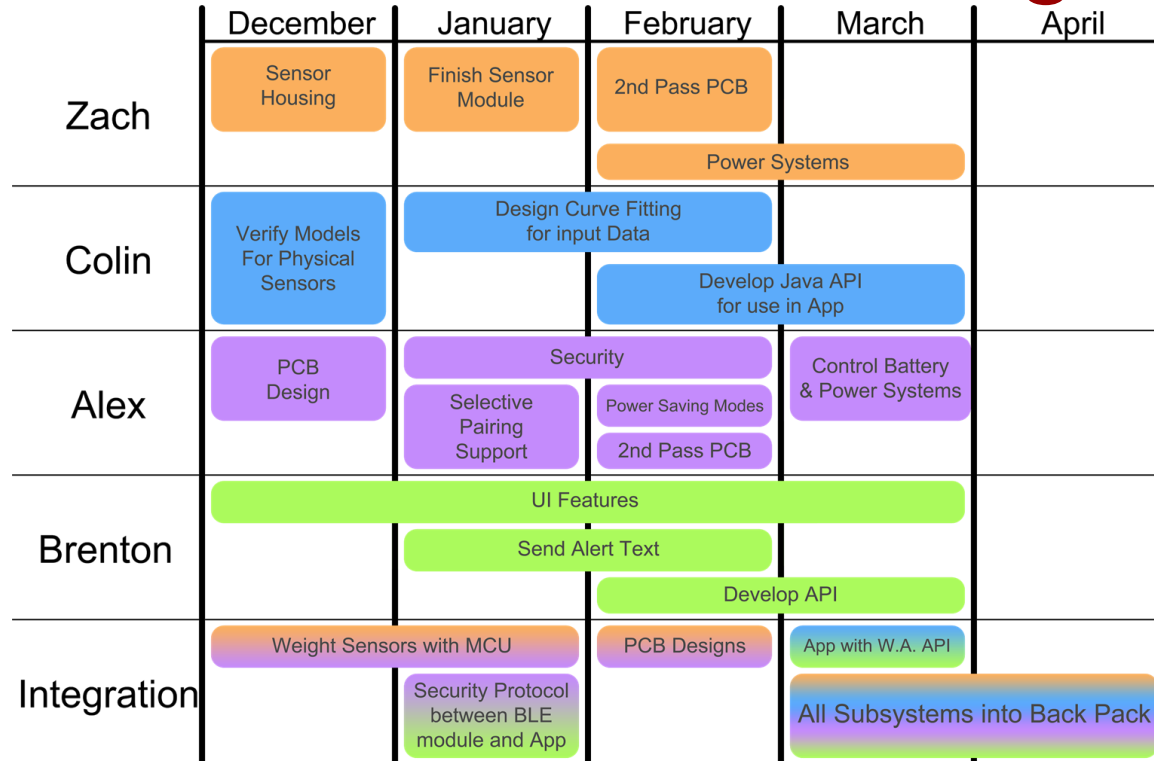 December January February March April
Zach
Sensor
Housing
Finish Sensor
Module
2nd Pass PCB
Power Systems
Colin
Verify Models
For Physical
Sensors
Design Curve Fitting
for input Data
Develop Java API
for use in App
Alex
PCB
Design
Security
Selective
Pairing
Support
Power Saving Modes
2nd Pass PCB
Control Battery
& Power Systems
Brenton
UI Features
Send Alert Text
Develop API
Integration
Weight Sensors with MCU
PCB Designs
App with W.A. API
Security Protocol
between BLE
module and App
All Subsystems into Back Pack